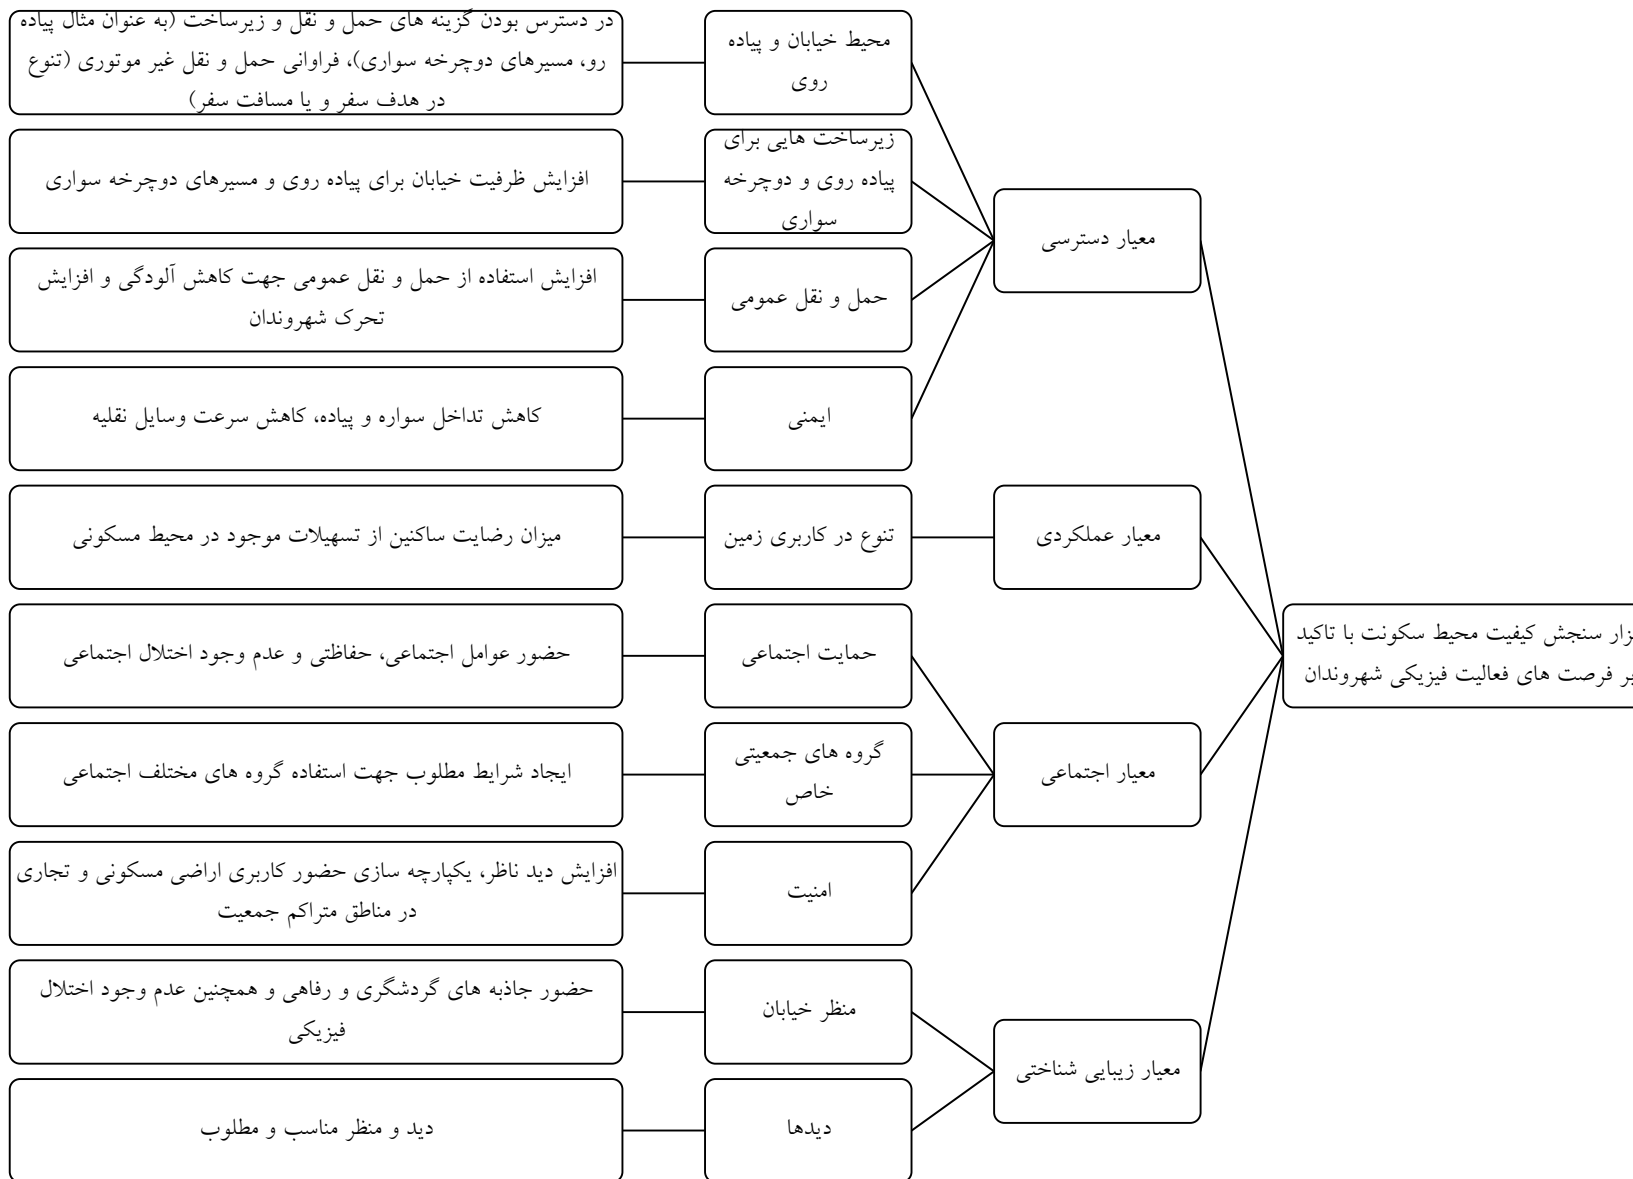 سنجش کیفیت محیط سکونت با تاکید
بر فرصت های فعالیت فیزیکی شهروندان
معیار دسترسی
محیط خیابان و پیاده
روی
در دسترس بودن گزینه های حمل و نقل و زیرساخت (به عنوان مثال پیاده
رو، مسیرهای دوچرخه سواری)، فراوانی حمل و نقل غیر موتوری (تنوع
در هدف سفر و یا مسافت سفر)
زیرساخت هایی برای
پیاده روی و دوچرخه
سواری
افزایش ظرفیت خیابان برای پیاده روی و مسیرهای دوچرخه سواری
حمل و نقل عمومی
افزایش استفاده از حمل و نقل عمومی جهت کاهش آلودگی و افزایش
تحرک شهروندان
ایمنی
کاهش تداخل سواره و پیاده، کاهش سرعت وسایل نقلیه
معیار عملکردی
تنوع در کاربری زمین
میزان رضایت ساکنین از تسهیلات موجود در محیط مسکونی
معیار اجتماعی
حمایت اجتماعی
حضور عوامل اجتماعی، حفاظتی و عدم وجود اختلال اجتماعی
گروه های جمعیتی
خاص
ایجاد شرایط مطلوب جهت استفاده گروه های مختلف اجتماعی
امنیت
افزایش دید ناظر، یکپارچه سازی حضور کاربری اراضی مسکونی و تجاری
در مناطق متراکم جمعیت
معیار زیبایی شناختی
منظر خیابان
حضور جاذبه های گردشگری و رفاهی و همچنین عدم وجود اختلال
فیزیکی
دیدها
دید و منظر مناسب و مطلوب